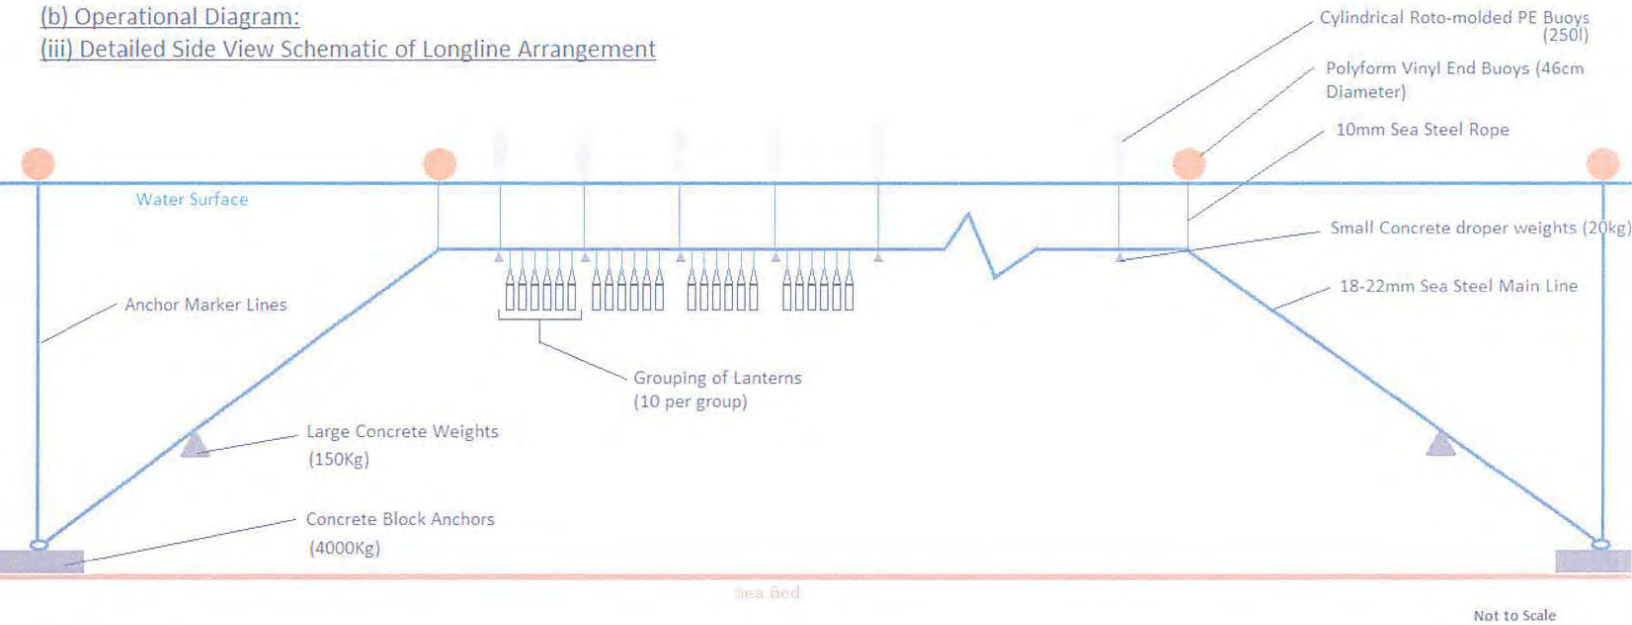 (b) Operational Diagram:
(iii) Detailed Side View Schematic of Longline Arrangement
Cylindrical Roto-molded PE Buoys
(250l)
Polyform Vinyl End Buoys (46cm
Diameter)
10mm Sea Steel Rope
Water Surface
Small Concrete droper weights (20kg)
18-22mm Sea Steel Main Line
Anchor Marker Lines
Grouping of Lanterns
(10 per group)
Large Concrete Weights
(150Kg)
Concrete Block Anchors
(4000Kg)
Sea Bed
Not to Scale